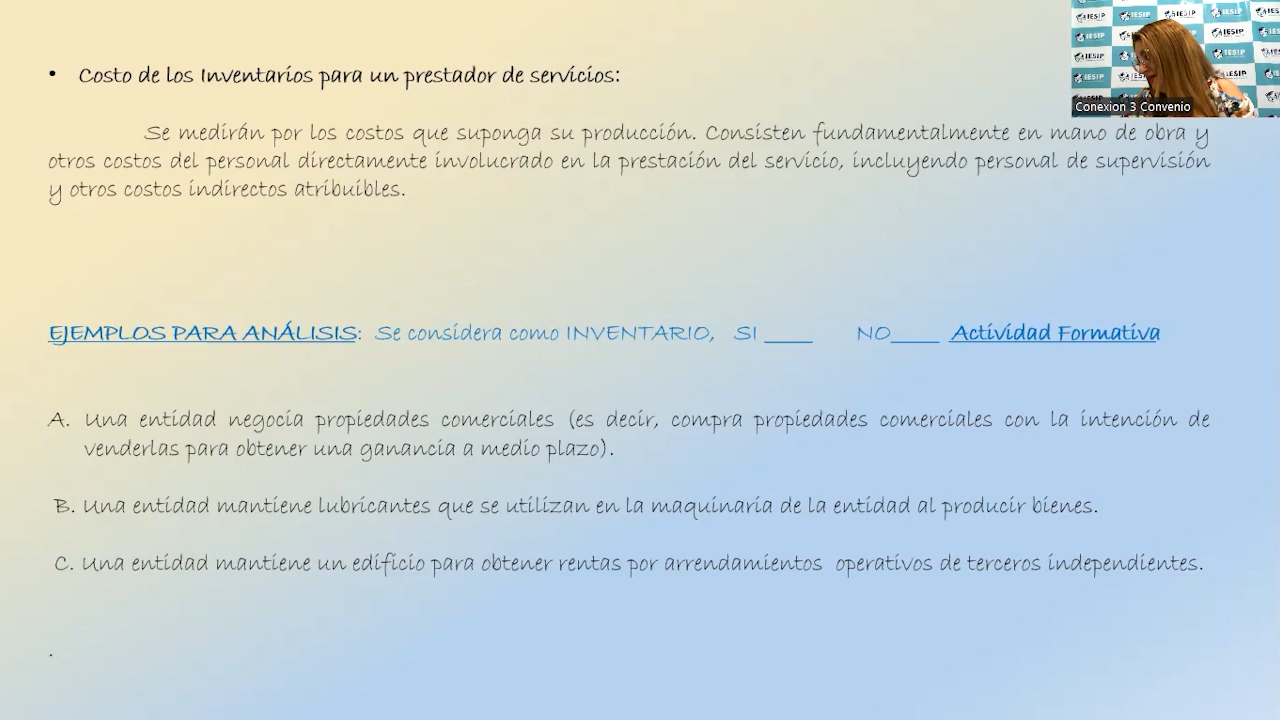 • Costo de los Inventarios para un prestador de servicios:
Se medirán por los costos que suponga su producción. Consisten fundamentalmente en mano de obra y
otros costos del personal directamente involucrado en la prestación del servicio, incluyendo personal de supervisión
y otros costos indirectos atribuibles.
EJEMPLOS PARA ANÁLISIS: Se considera como INVENTARIO, SI ____ NO____ Actividad Formativa
A. Una entidad negocia propiedades comerciales (es decir, compra propiedades comerciales con la intención de
venderlas para obtener una ganancia a medio plazo).
B. Una entidad mantiene lubricantes que se utilizan en la maquinaria de la entidad al producir bienes.
C. Una entidad mantiene un edificio para obtener rentas por arrendamientos operativos de terceros independientes.
.
IESIP IESIP IESIP IESIP
Conexion 3 Convenio